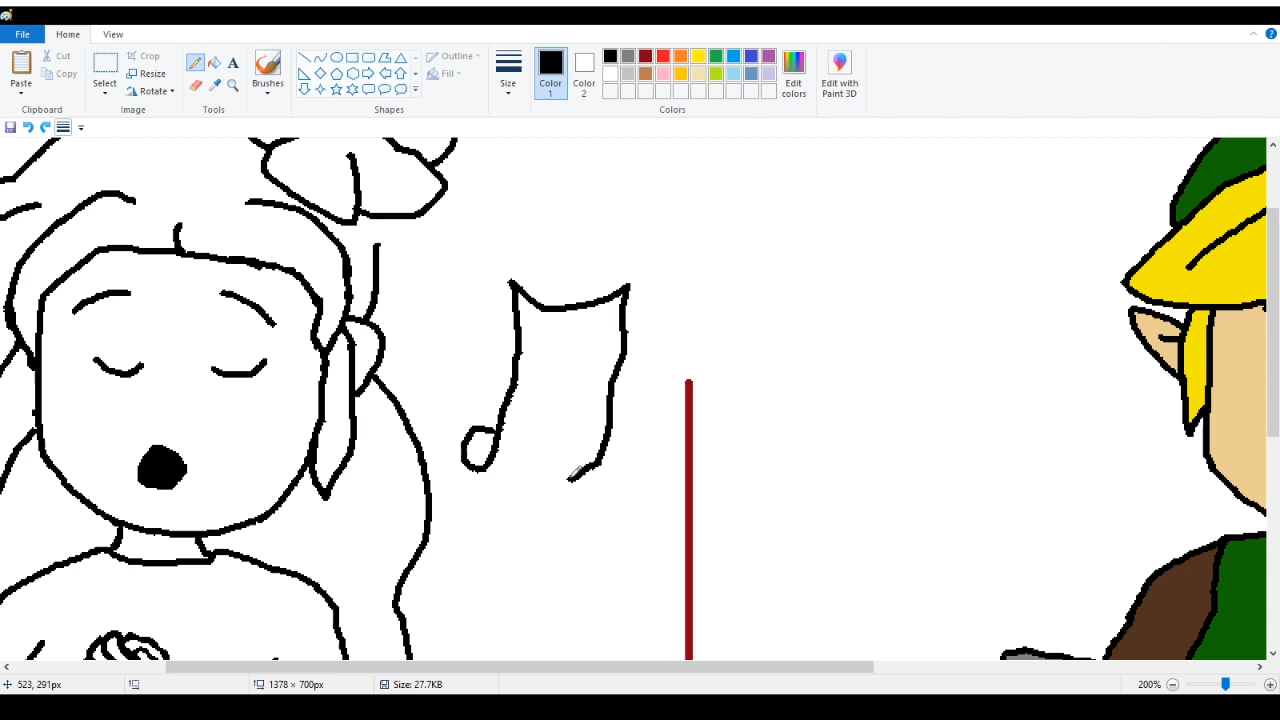 File Home View
Cut
Copy
Paste
Clipboard
Select
Crop
Resize
Rotate
Image
A
Tools
Brushes
Outline
Fill
Shapes
Size
Color
1
Color
2
Edit
colors
Colors
Edit with
Paint 3D
523, 291px
1378 × 700px
Size: 27.7KB
200%